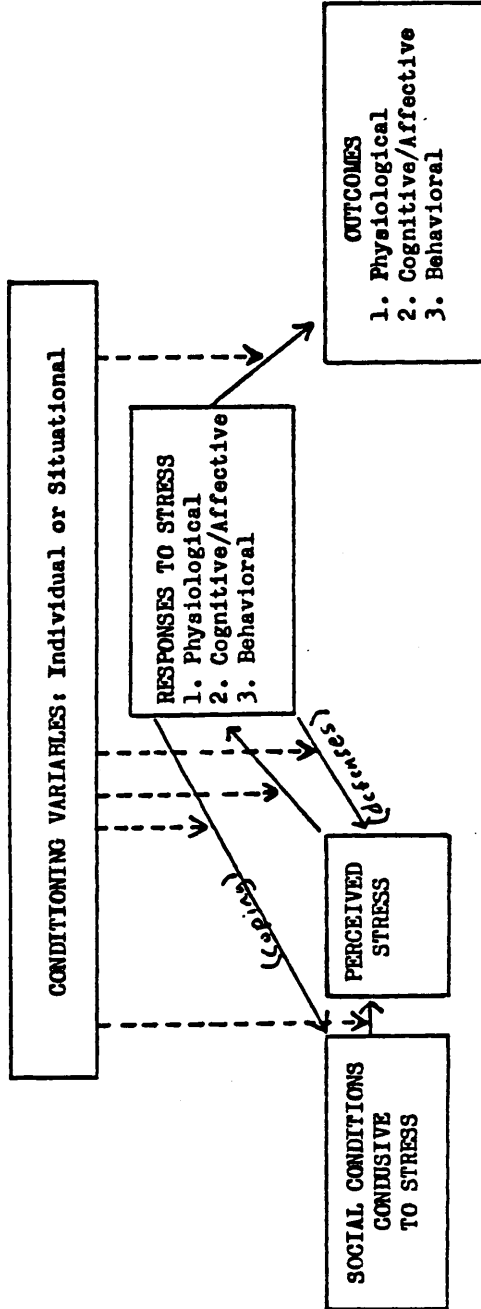 CONDITIONING VARIABLES: Individual or Situational
RESPONSES TO STRESS
1. Physiological
2. Cognitive/Affective
3. Behavioral
OUTCOMES
1. Physiological
2. Cognitive/Affective
3. Behavioral
(coping)
(defenses)
SOCIAL CONDITIONS
CONDUSIVE
TO STRESS
PERCEIVED
STRESS